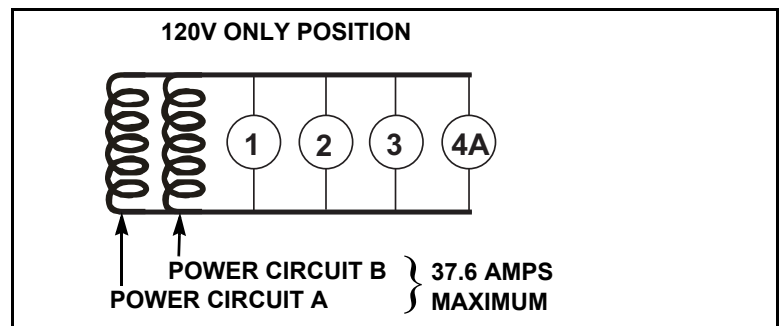 120V ONLY POSITION
1 2 3 4A
POWER CIRCUIT B
POWER CIRCUIT A
37.6 AMPS
MAXIMUM